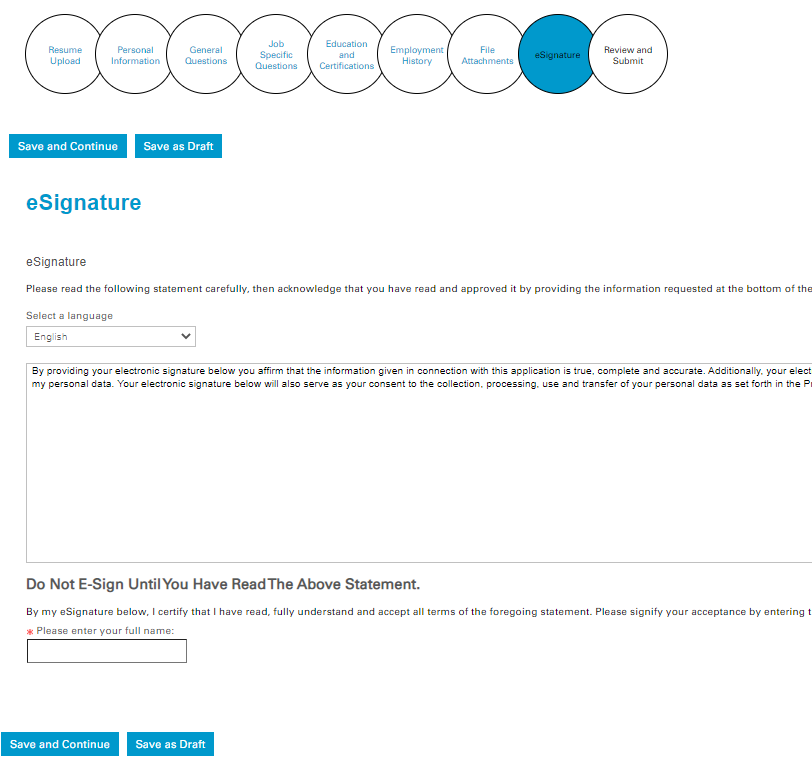 Resume Upload
Personal Information
General Questions
Job Specific Questions
Education and Certifications
Employment History
File Attachments
eSignature
Review and Submit
Save and Continue
Save as Draft
eSignature
eSignature
Please read the following statement carefully, then acknowledge that you have read and approved it by providing the information requested at the bottom of the
Select a language
English
By providing your electronic signature below you affirm that the information given in connection with this application is true, complete and accurate. Additionally, your elect
my personal data. Your electronic signature below will also serve as your consent to the collection, processing, use and transfer of your personal data as set forth in the
Do Not E-Sign Until You Have Read The Above Statement.
By my eSignature below, I certify that I have read, fully understand and accept all terms of the foregoing statement. Please signify your acceptance by entering t
* Please enter your full name:
Save and Continue
Save as Draft